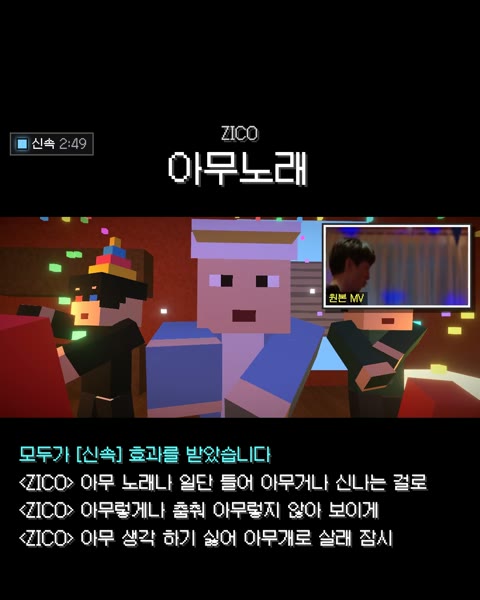 ZICO
신속 2:49
아무노래
원본 MV
모두가 [신속] 효과를 받았습니다
<ZICO> 아무 노래나 일단 틀어 아무거나 신나는 걸로
<ZICO> 아무렇게나 춤춰 아무렇지 않아 보이게
<ZICO> 아무 생각 하기 싫어 아무개로 살래 잠시